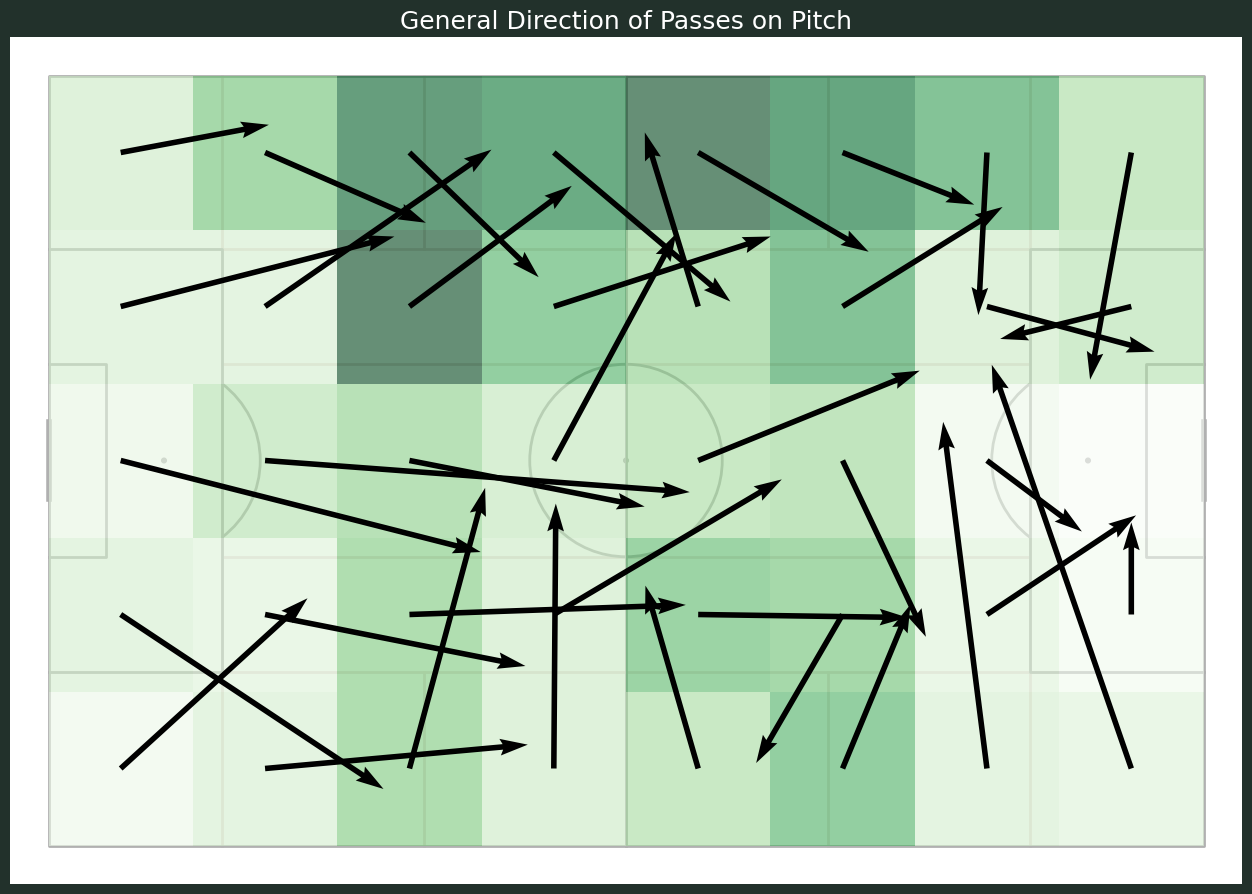 General Direction of Passes on Pitch